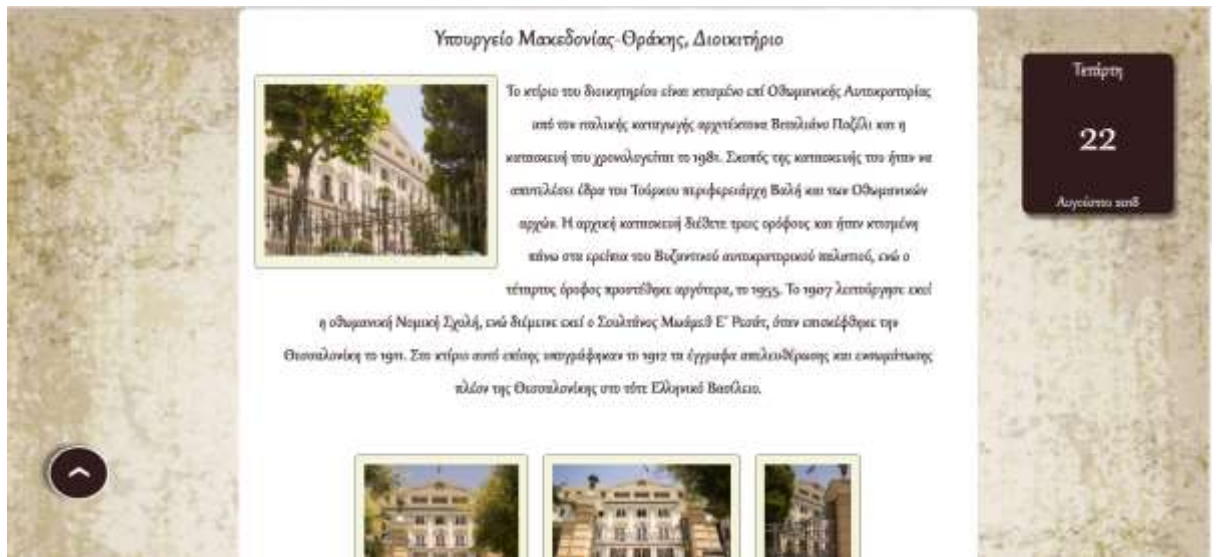 Υπουργείο Μακεδονίας-Θράκης, Διοικιτήριο
Το κτίριο του διοικητηρίου είναι κτισμένο επί Οθωμανικής Αυτοκρατορίας
από τον ιταλικής καταγωγής αρχιτέκτονα Βιταλιάνο Ποζέλι και η
κατασκευή του χρονολογείται το 1981. Σκοπός της κατασκευής του ήταν να
αποτελέσει έδρα του Τούρκου περιφερειάρχη Βαλή και των Οθωμανικών
αρχών. Η αρχική κατασκευή διέθετε τρεις ορόφους και ήταν κτισμένη
πάνω στα ερείπια του Βυζαντινού αυτοκρατορικού παλατιού, ενώ ο
τέταρτος όροφος προστέθηκε αργότερα, το 1955. Το 1907 λειτούργησε εκεί
η οθωμανική Νομική Σχολή, ενώ διέμεινε εκεί ο Σουλτάνος Μωάμεθ Ε΄ Ρεσάτ, όταν επισκέφθηκε την
Θεσσαλονίκη το 1911. Στο κτίριο αυτό επίσης υπογράφηκαν το 1912 τα έγγραφα απελευθέρωσης και ενσωμάτωσης
πλέον της Θεσσαλονίκης στο τότε Ελληνικό Βασίλειο.
Τετάρτη
22
Αυγούστου 2018